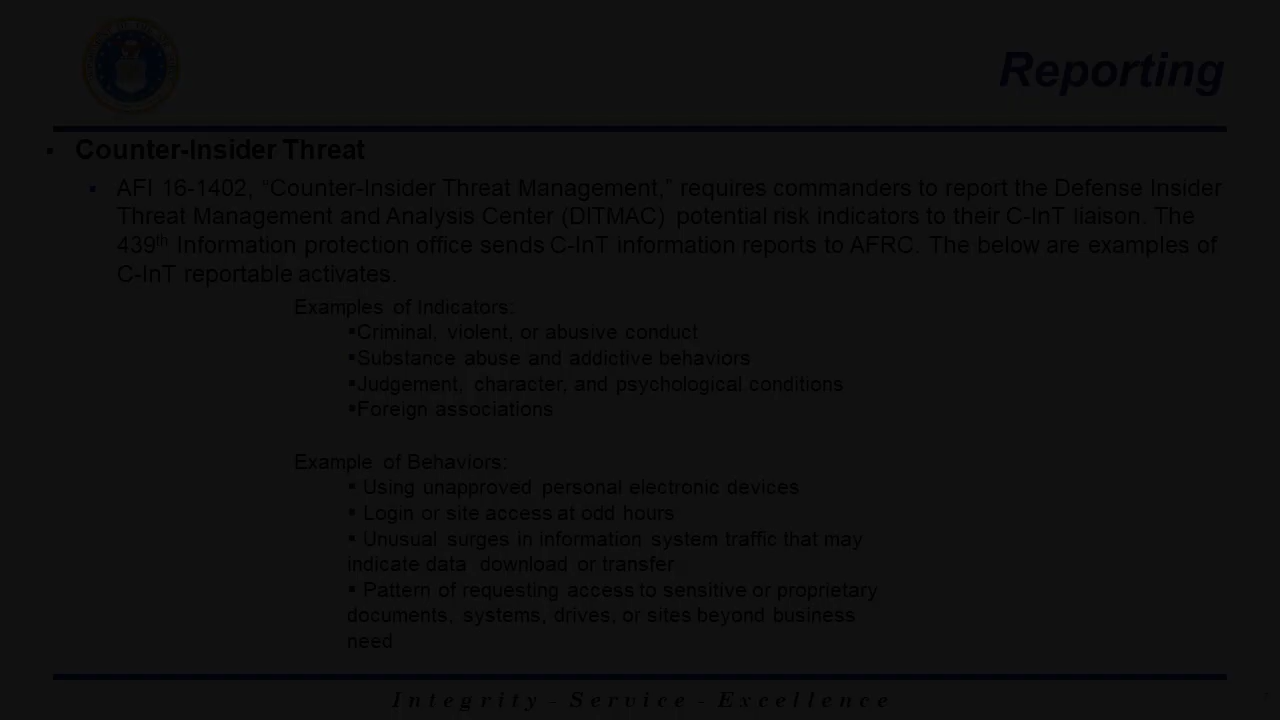 Reporting
▪ Counter-Insider Threat
▪ AFI 16-1402, “Counter-Insider Threat Management,” requires commanders to report the Defense Insider
Threat Management and Analysis Center (DITMAC) potential risk indicators to their C-InT liaison. The
439th Information protection office sends C-InT information reports to AFRC. The below are examples of
C-InT reportable activates.
Examples of Indicators:
▪Criminal, violent, or abusive conduct
▪Substance abuse and addictive behaviors
▪Judgement, character, and psychological conditions
▪Foreign associations
Example of Behaviors:
▪ Using unapproved personal electronic devices
▪ Login or site access at odd hours
▪ Unusual surges in information system traffic that may
indicate data download or transfer
▪ Pattern of requesting access to sensitive or proprietary
documents, systems, drives, or sites beyond business
need
Integrity - Service - Excellence